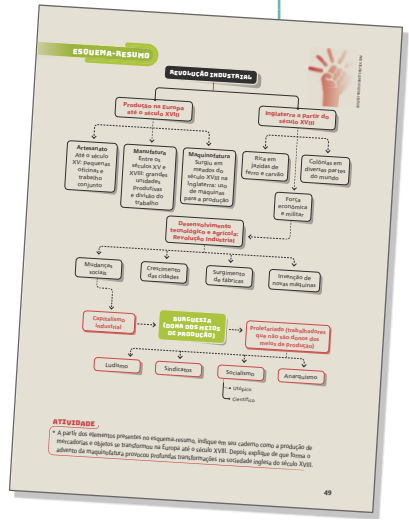 ESQUEMA-RESUMO
REVOLUÇÃO INDUSTRIAL
Produção na Europa
até o século XVIII
Inglaterra a partir do
século XVIII
Artesanato
Até o século
XV: pequenas
oficinas e
trabalho
conjunto
Manufatura
Entre os
séculos XV e
XVIII: grandes
unidades
produtivas
e divisão do
trabalho
Maquinofatura
Surgiu em
meados do
século XVIII na
Inglaterra: uso
de máquinas
para a produção
Rica em
jazidas de
ferro e carvão
Colônias em
diversas partes
do mundo
Força
econômica
e militar
Desenvolvimento
tecnológico e agrícola:
Revolução Industrial
Mudanças
sociais
Crescimento
das cidades
Surgimento
de fábricas
Invenção de
novas máquinas
Capitalismo
industrial
BURGUESIA
(DONA DOS MEIOS
DE PRODUÇÃO)
Proletariado (trabalhadores
que não são donos dos
meios de produção)
Ludismo
Sindicatos
Socialismo
Anarquismo
Utópico
Científico
ATIVIDADE
• A partir dos elementos presentes no esquema-resumo, indique em seu caderno como a produção de
mercadorias e objetos se transformou na Europa até o século XVIII. Depois explique de que forma o
advento da maquinofatura provocou profundas transformações na sociedade inglesa do século XVIII.
49